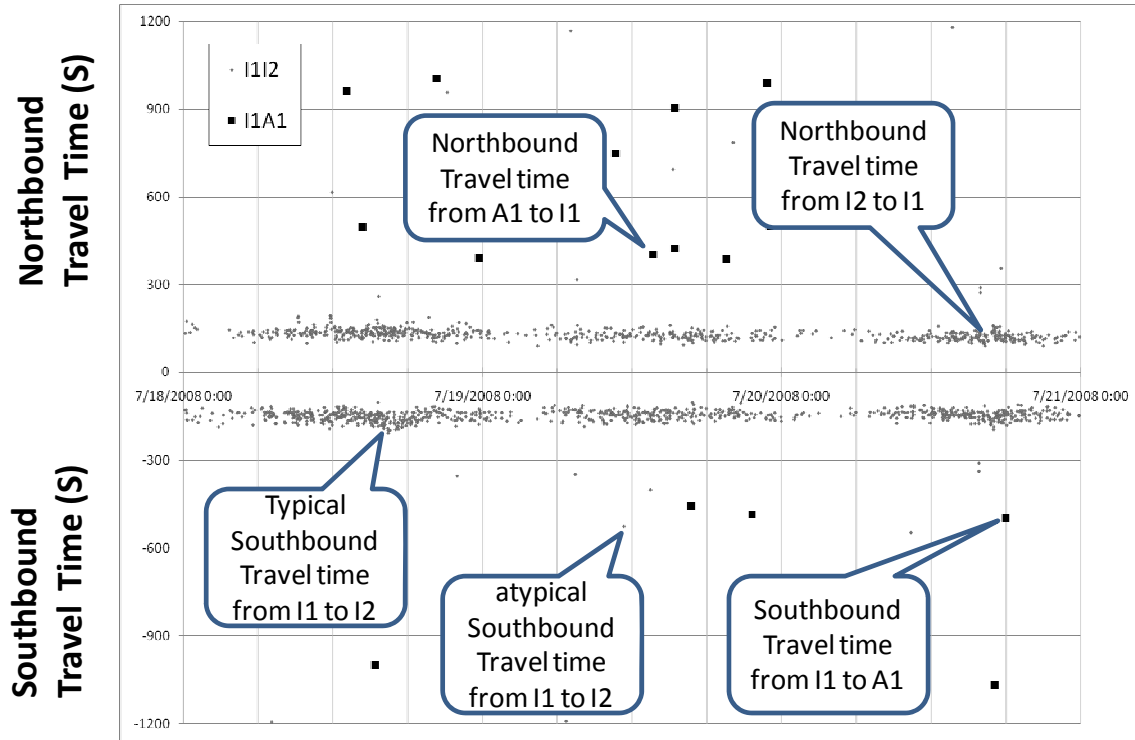 Northbound
Travel Time (S)
Southbound
Travel Time (S)
1200
900
600
300
0
-300
-600
-900
-1200
I1I2
I1A1
Northbound
Travel time
from A1 to I1
Northbound
Travel time
from I2 to I1
7/18/2008 0:00
7/19/2008 0:00
7/20/2008 0:00
7/21/2008 0:00
Typical
Southbound
Travel time
from I1 to I2
atypical
Southbound
Travel time
from I1 to I2
Southbound
Travel time
from I1 to A1